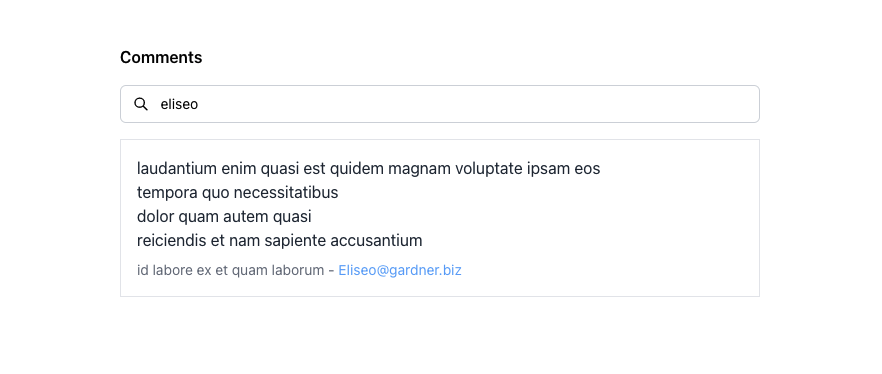 Comments
eliseo
laudantium enim quasi est quidem magnam voluptate ipsam eos
tempora quo necessitatibus
dolor quam autem quasi
reiciendis et nam sapiente accusantium
id labore ex et quam laborum - Eliseo@gardner.biz